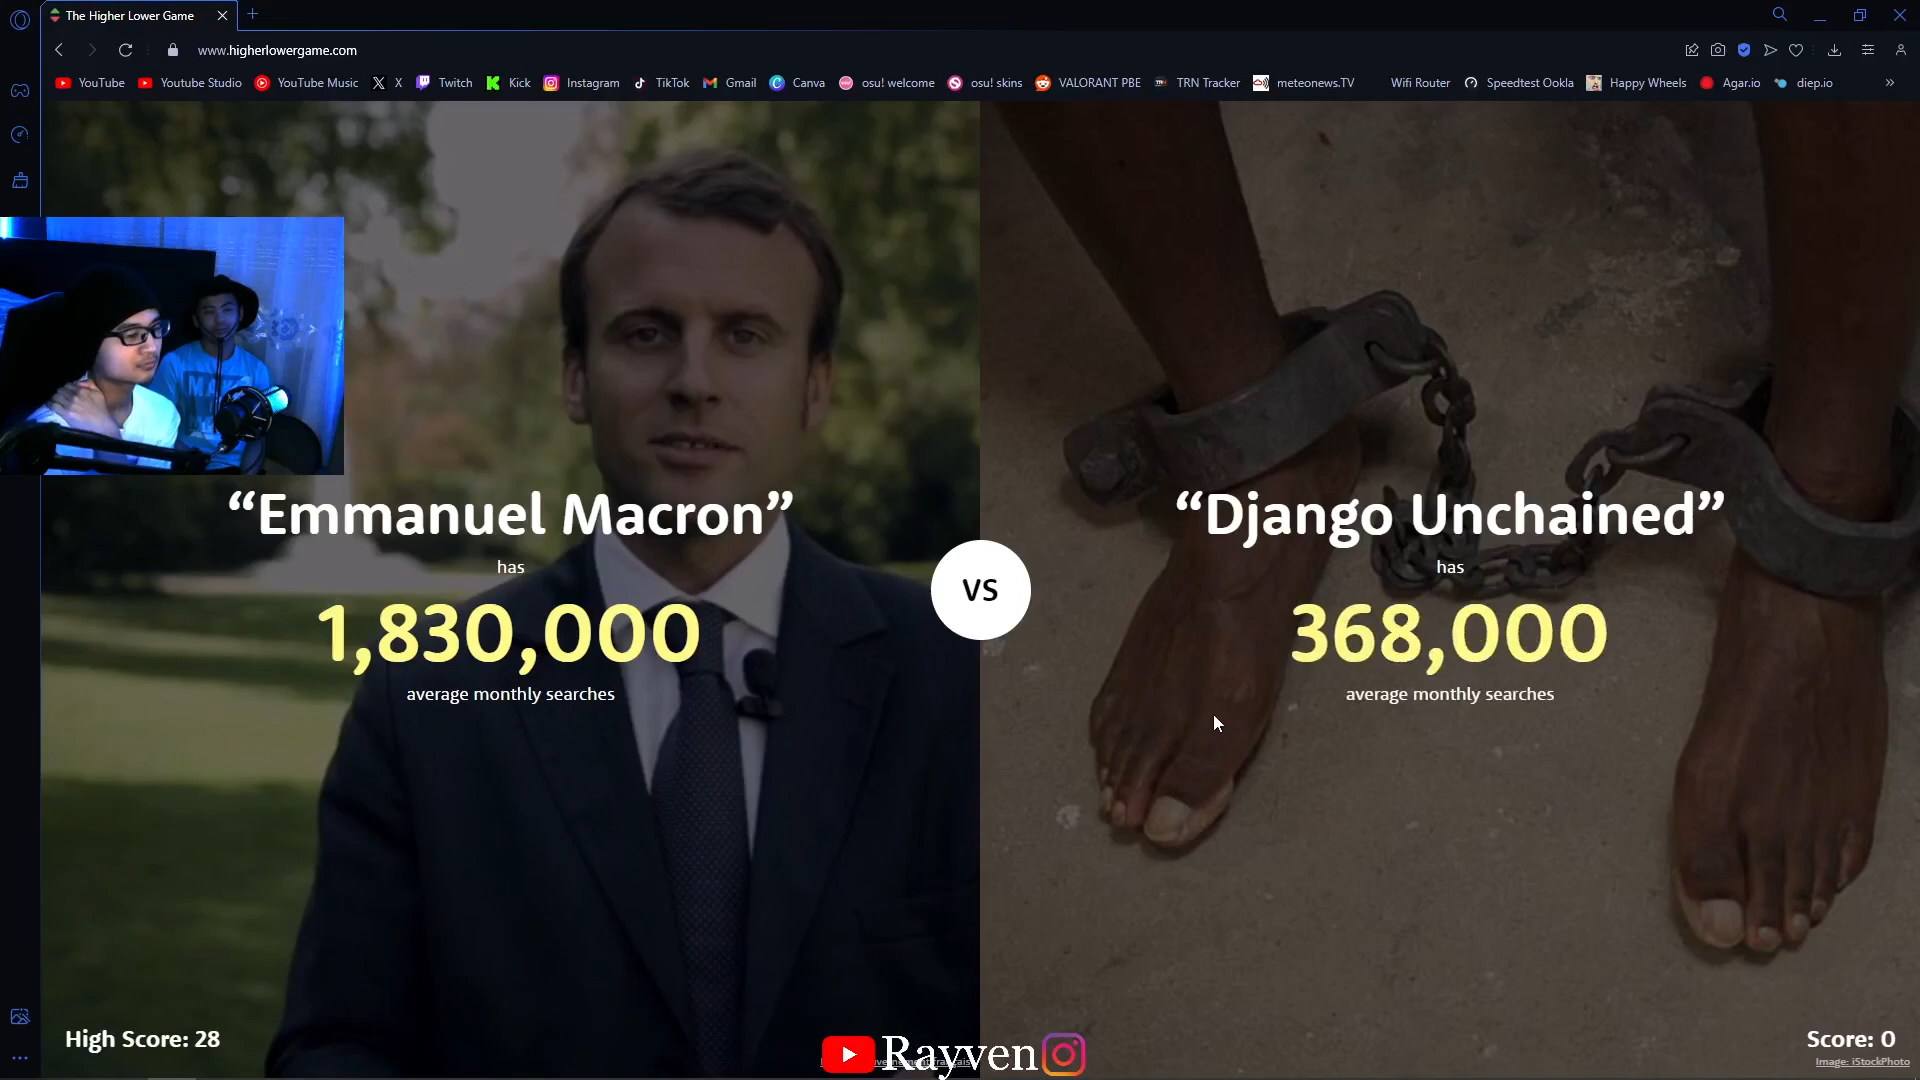 The Higher Lower Game
www.higherlowergame.com
YouTube
Youtube Studio
YouTube Music
X
Twitch
Kick
Instagram
TikTok
Gmail
Canva
osu! welcome
osu! skins
VALORANT PBE
TRN Tracker
meteonews.TV
Wifi Router
Speedtest Ookla
Happy Wheels
Agar.io
diep.io
“Emmanuel Macron”
has
1,830,000
average monthly searches
VS
“Django Unchained”
has
368,000
average monthly searches
High Score: 28
Rayven
Score: 0
Image: iStockPhoto